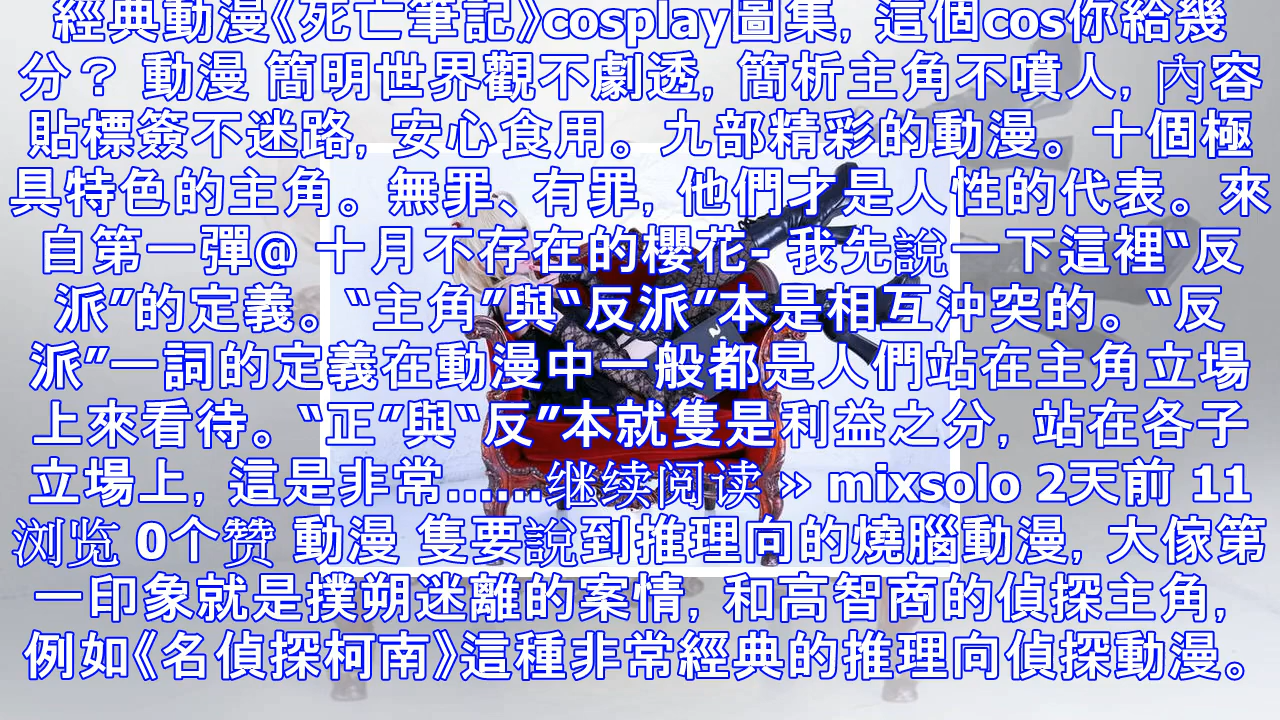 經典動漫《死亡筆記》cosplay圖集, 這個cos你給幾
分？ 動漫 簡明世界觀不劇透, 簡析主角不噴人, 內容
貼標簽不迷路, 安心食用。九部精彩的動漫。十個極
具特色的主角。無罪、有罪, 他們才是人性的代表。來
自第一彈@ 十月不存在的櫻花- 我先說一下這裡“反
派”的定義。“主角”與“反派”本是相互沖突的。“反
派”一詞的定義在動漫中一般都是人們站在主角立場
上來看待。“正”與“反”本就隻是利益之分, 站在各子
立場上, 這是非常......继续阅读 » mixsolo 2天前 11
浏览 0个赞 動漫 隻要說到推理向的燒腦動漫, 大傢第
一印象就是撲朔迷離的案情, 和高智商的偵探主角,
例如《名偵探柯南》這種非常經典的推理向偵探動漫。